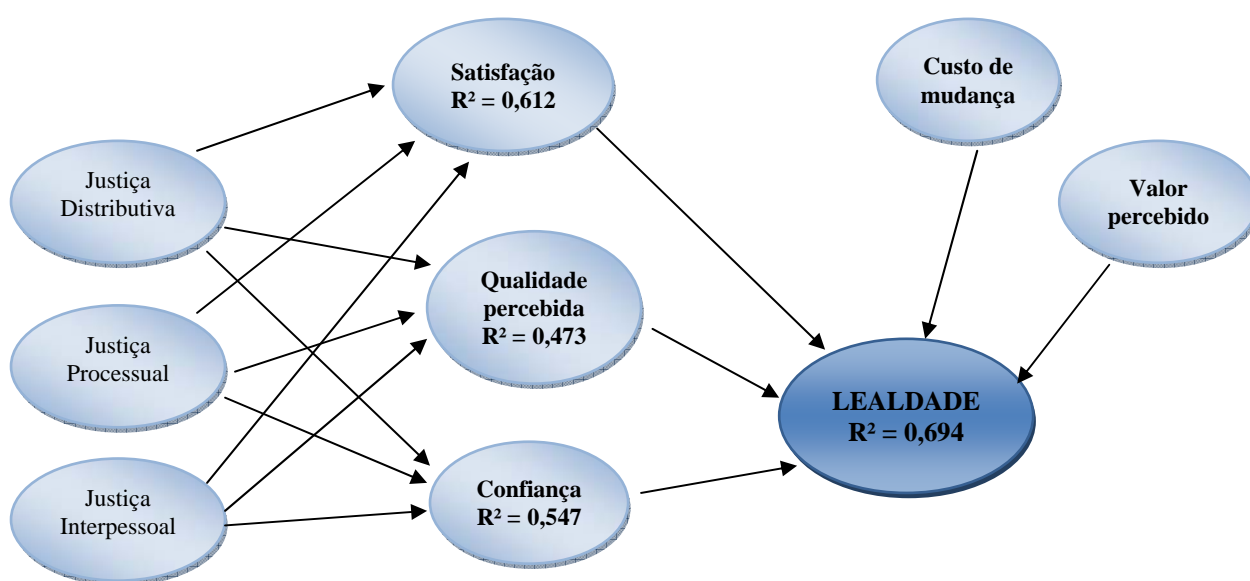 Satisfação
R² = 0,612
Custo de
mudança
Justiça
Distributiva
Valor
percebido
Qualidade
percebida
R² = 0,473
Justiça
Processual
LEALDADE
R² = 0,694
Justiça
Interpessoal
Confiança
R² = 0,547